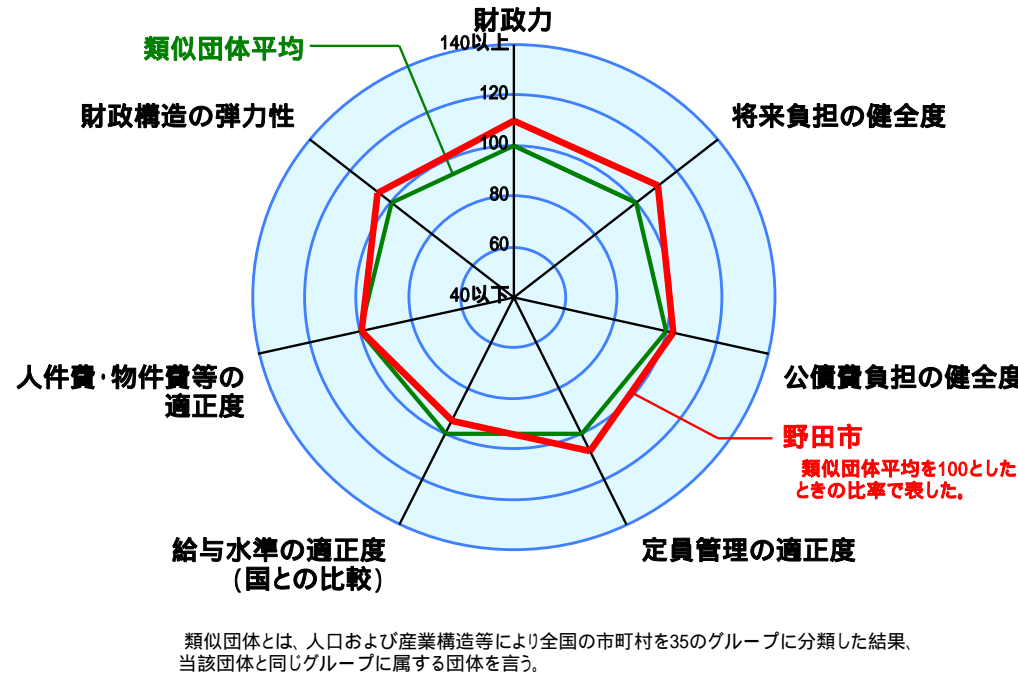 財政力
140以上
類似団体平均
120
財政構造の弾力性
将来負担の健全度
100
80
60
40以下
人件費・物件費等の
適正度
公債費負担の健全度
野田市
類似団体平均を100とした
ときの比率で表した。
給与水準の適正度
(国との比較)
定員管理の適正度
類似団体とは、人口および産業構造等により全国の市町村を35のグループに分類した結果、
当該団体と同じグループに属する団体を言う。